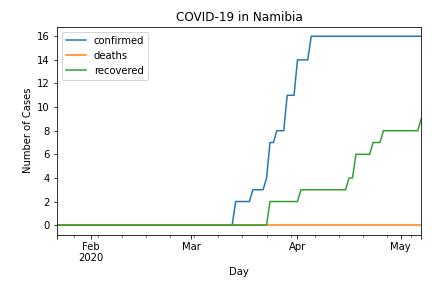 COVID-19 in Namibia
confirmed
deaths
recovered
Number of Cases
16
14
12
10
8
6
4
2
0
Feb
2020
Mar
Apr
May
Day